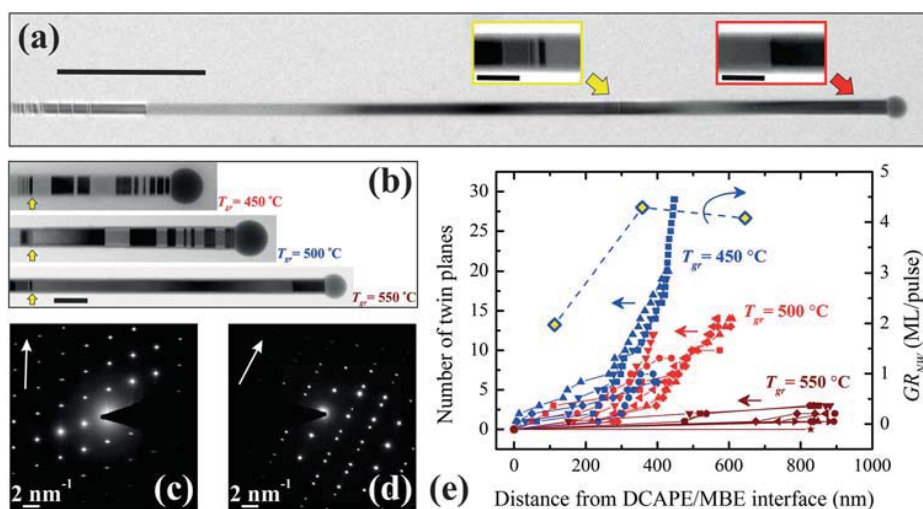 (a)
(b)
T_gr = 450 °C
T_gr = 500 °C
T_gr = 550 °C
2 nm⁻¹
(c)
2 nm⁻¹
(d)
(e)
Number of twin planes
30
25
20
15
10
5
0
T_gr = 450 °C
T_gr = 500 °C
T_gr = 550 °C
5
4
3
2
1
0
GR_NW (ML/pulse)
0 200 400 600 800 1000
Distance from DCAPE/MBE interface (nm)